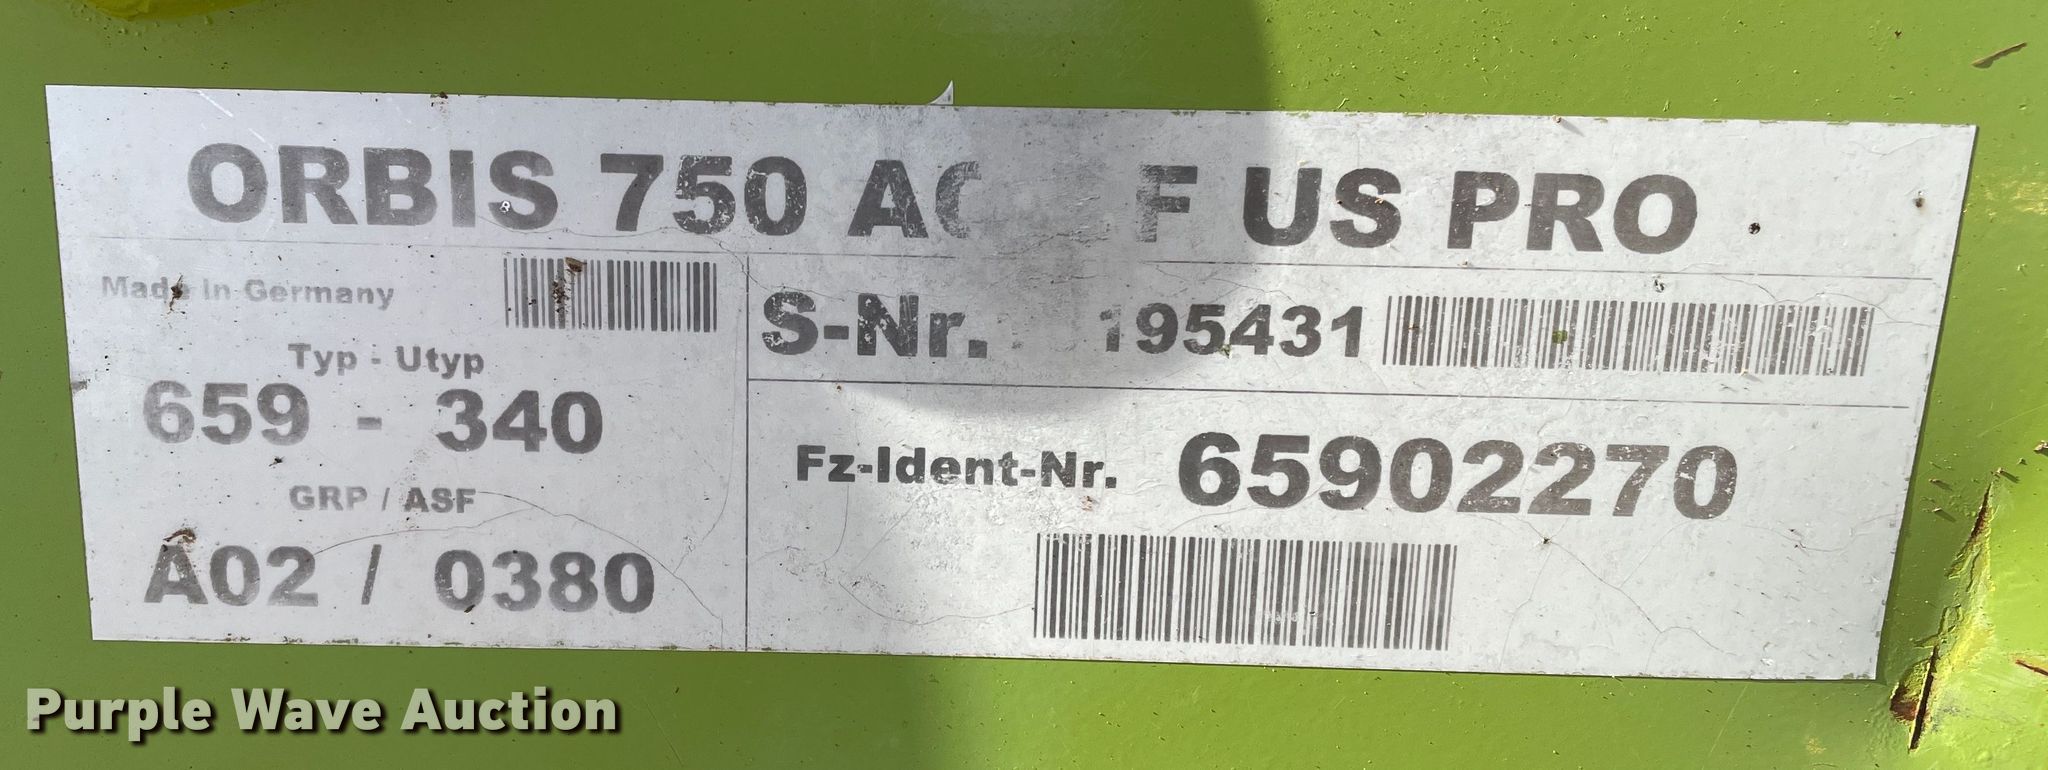 ORBIS 750 F US PRO
Made in Germany
Typ - Utyp
659 - 340
GRP / ASF
A02 / 0380
S-Nr. 195431
Fz-Ident-Nr. 65902270
Purple Wave Auction